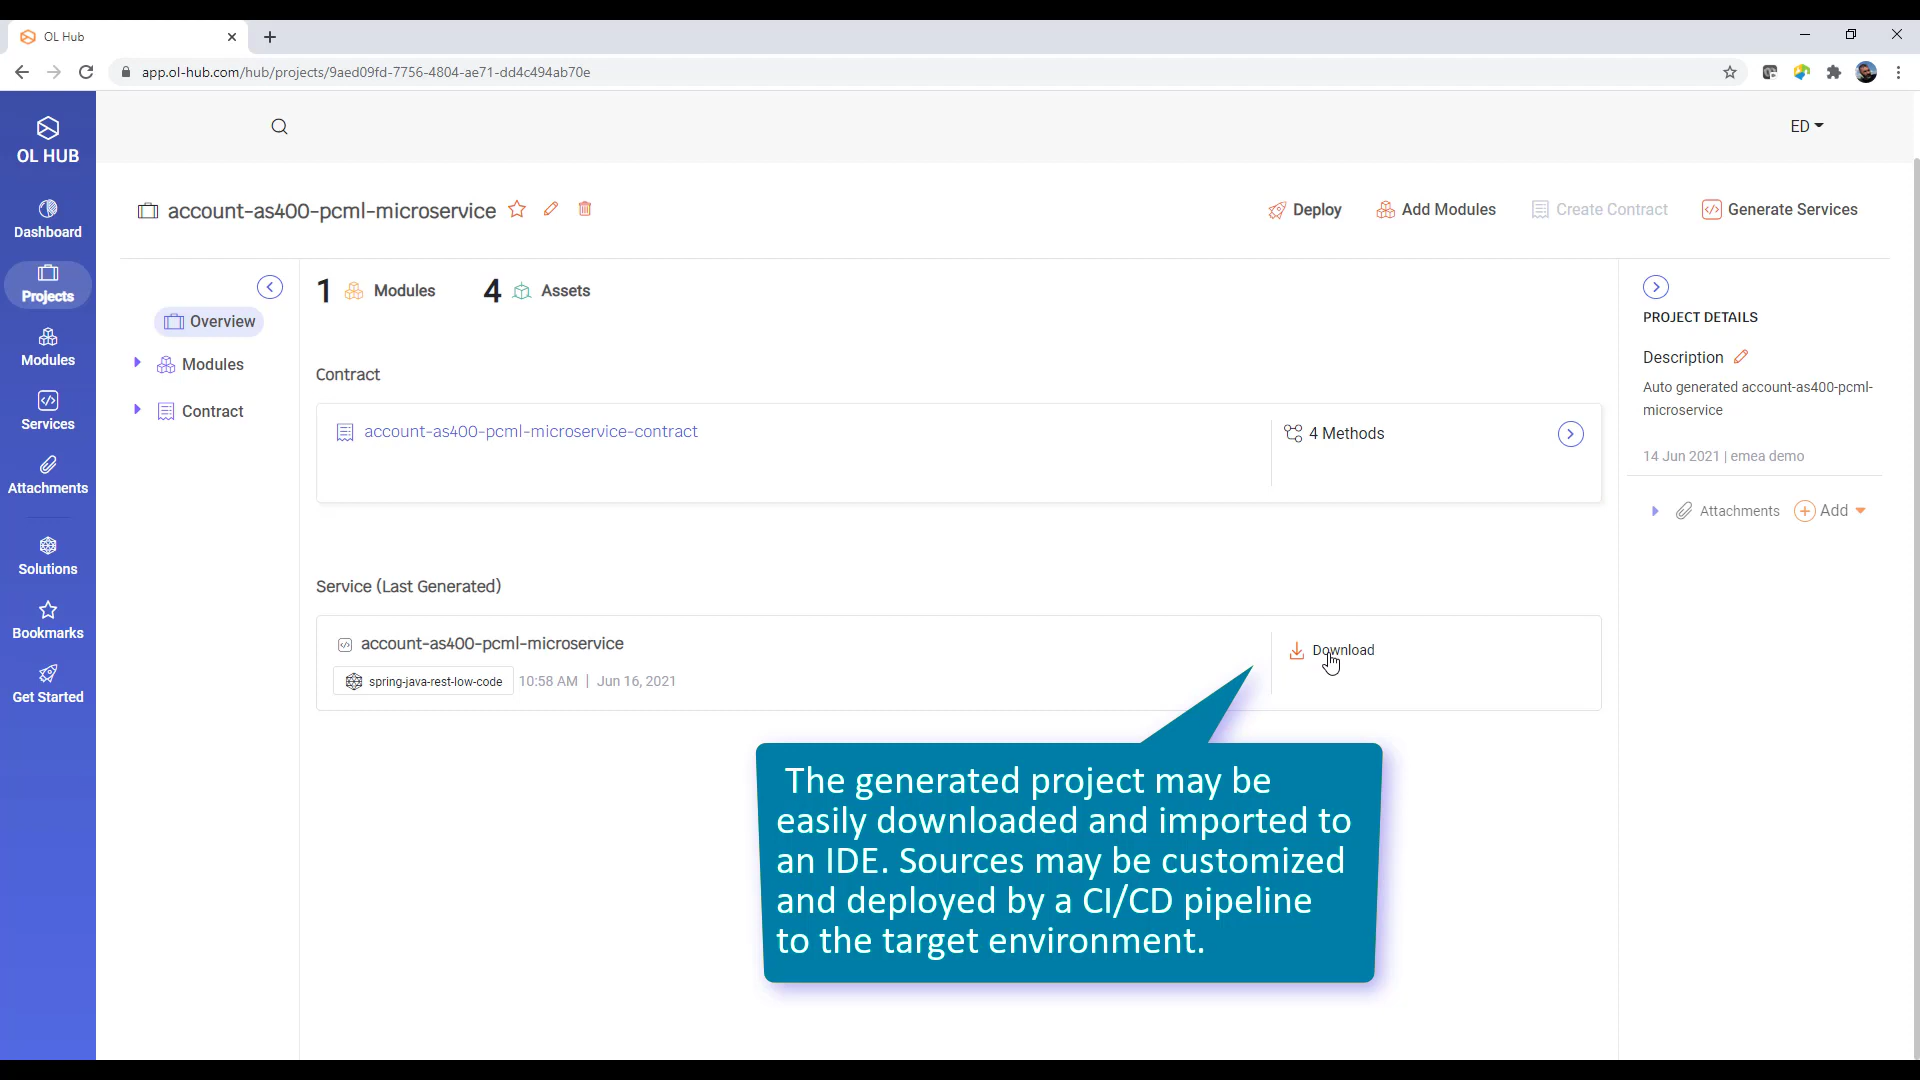 OL Hub
app.ol-hub.com/hub/projects/9aed09fd-7756-4804-ae71-dd4c494ab70e
OL HUB
ED
Dashboard
Projects
Modules
Services
Attachments
Solutions
Bookmarks
Get Started
account-as400-pcml-microservice
Deploy
Add Modules
Create Contract
Generate Services
Overview
Modules
Contract
1 Modules
4 Assets
Contract
account-as400-pcml-microservice-contract
4 Methods
Service (Last Generated)
account-as400-pcml-microservice
spring-java-rest-low-code
10:58 AM | Jun 16, 2021
Download
The generated project may be
easily downloaded and imported to
an IDE. Sources may be customized
and deployed by a CI/CD pipeline
to the target environment.
PROJECT DETAILS
Description
Auto generated account-as400-pcml-
microservice
14 Jun 2021 | emea demo
Attachments
Add